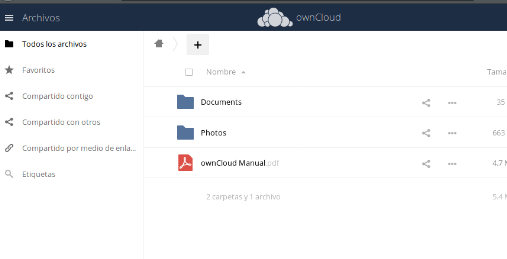 Archivos
ownCloud
Todos los archivos
Favoritos
Compartido contigo
Compartido con otros
Compartido por medio de enla...
Etiquetas
Nombre
Tama
Documents
35
Photos
663
ownCloud Manual.pdf
4,7 M
2 carpetas y 1 archivo
5,4 M